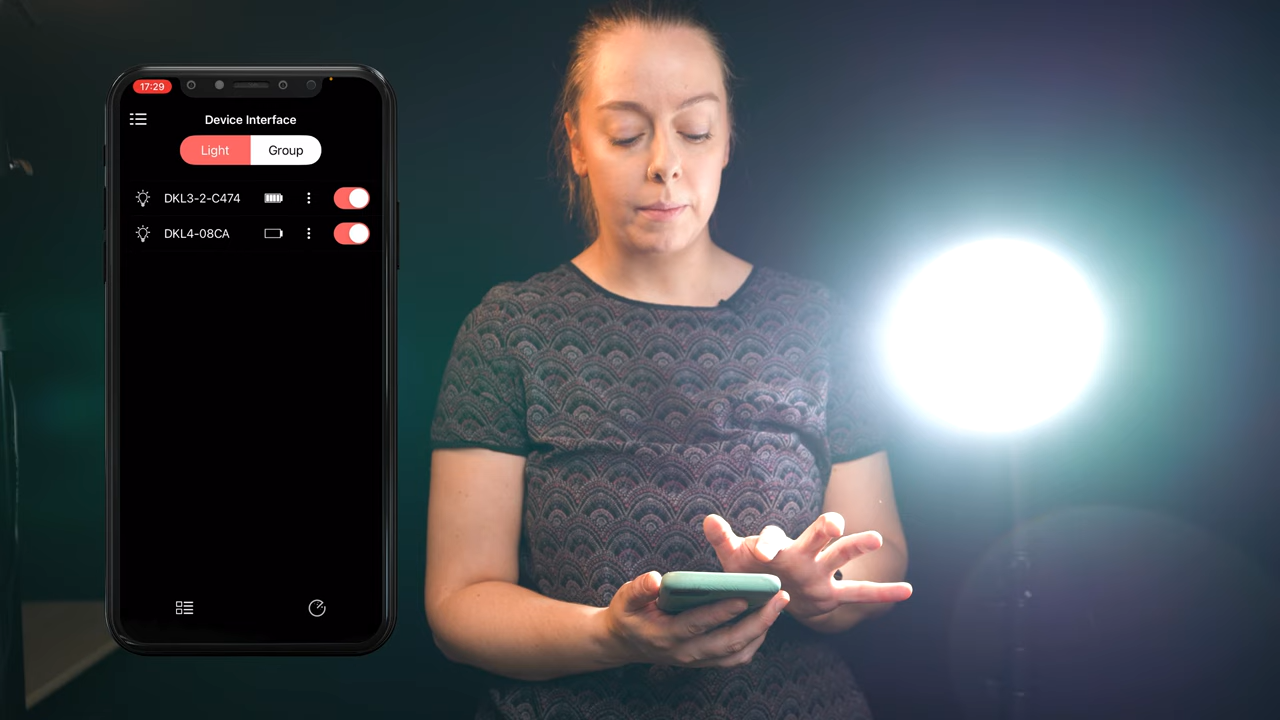 17:29
Device Interface
Light Group
DKL3-2-C474
DKL4-08CA